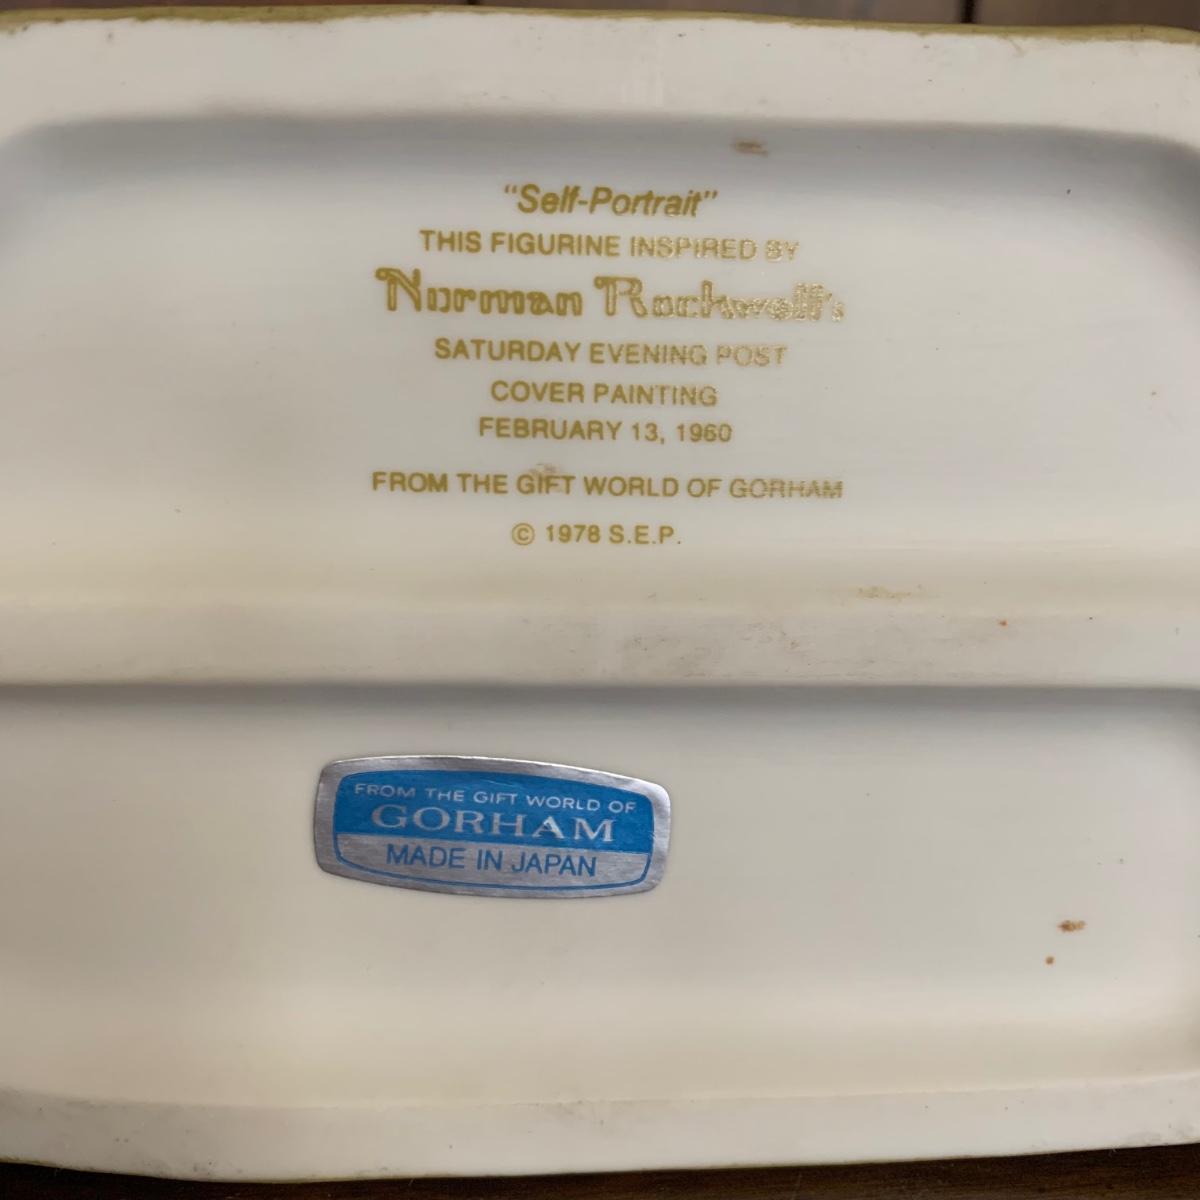 "Self-Portrait"
THIS FIGURINE INSPIRED BY
Norman Rockwell's
SATURDAY EVENING POST
COVER PAINTING
FEBRUARY 13, 1960
FROM THE GIFT WORLD OF GORHAM
© 1978 S.E.P.
FROM THE GIFT WORLD OF
GORHAM
MADE IN JAPAN